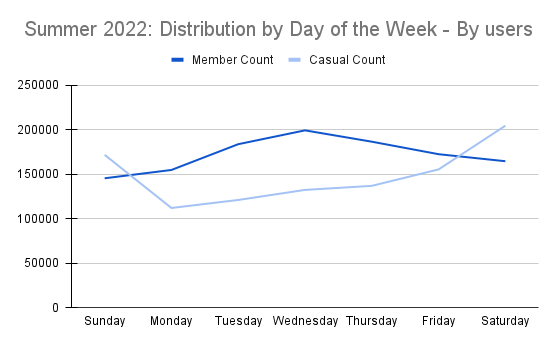 Summer 2022: Distribution by Day of the Week - By users
Member Count Casual Count
250000
200000
150000
100000
50000
0
Sunday Monday Tuesday Wednesday Thursday Friday Saturday